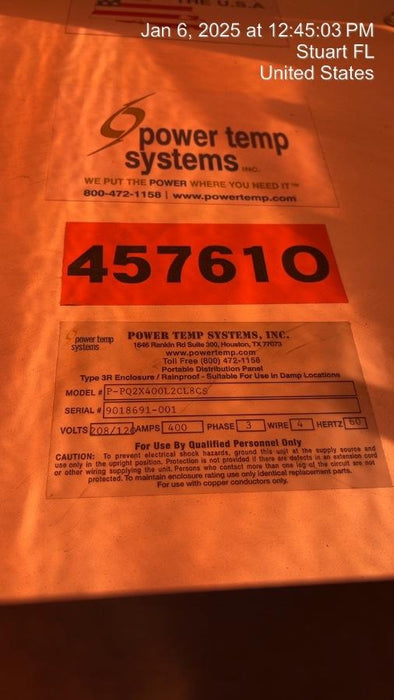 THE U.S.A.
Jan 6, 2025 at 12:45:03 PM
Stuart FL
United States
power temp
systems INC.
WE PUT THE POWER WHERE YOU NEED IT™
800-472-1158 | www.powertemp.com
457610
power temp
systems
POWER TEMP SYSTEMS, INC.
1645 Rankin Rd Suite 300, Houston, TX 77073
www.powertemp.com
Toll Free (800) 472-1158
Portable Distribution Panel
Type 3R Enclosure / Rainproof - Suitable For Use In Damp Locations
MODEL # P-PQ2X400L2CL8CS
SERIAL # 9018691-001
VOLTS 208/120 AMPS 400 PHASE 3 WIRE 4 HERTZ 60
For Use By Qualified Personnel Only
CAUTION: To prevent electrical shock hazards, ground this unit at the supply source and
use only in the upright position. Protection is not provided if there are defects in an extension cord
or other wiring supplying the unit. Persons who contact more than one leg of the circuit are not
protected. To maintain enclosure rating use only identical replacement parts.
For use with copper conductors only.